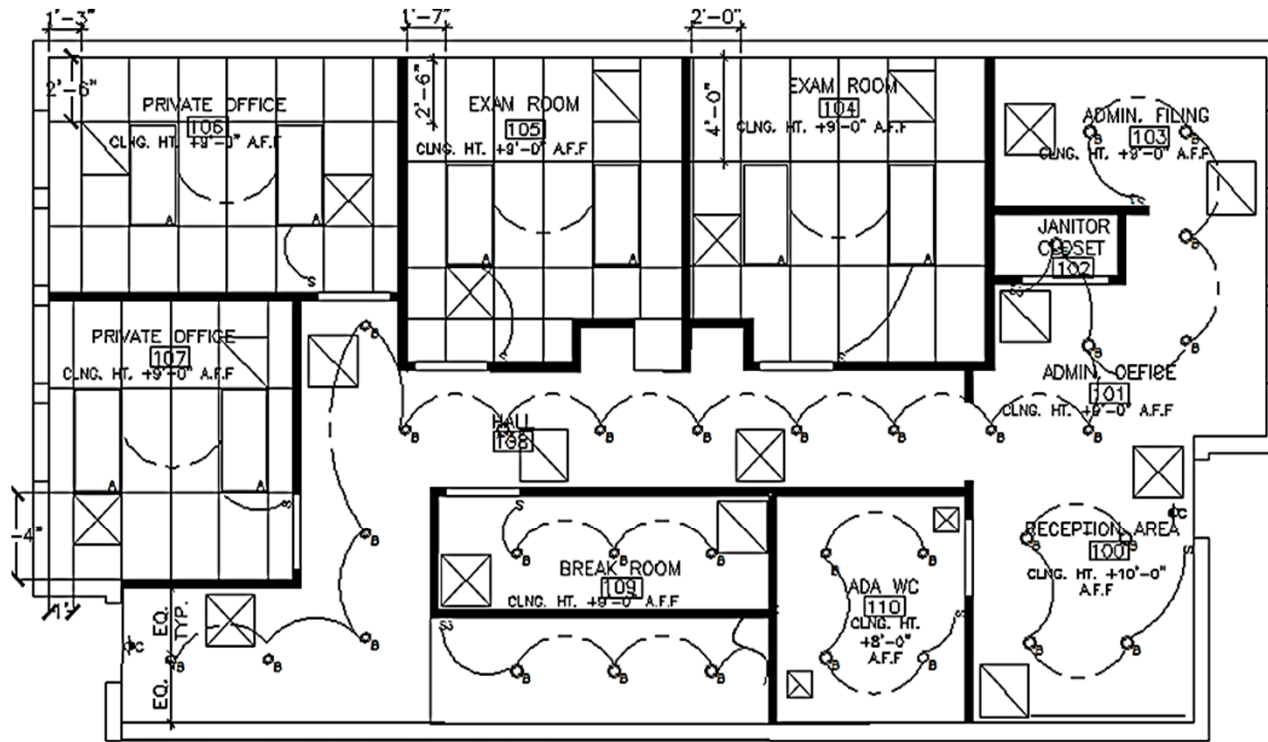 1'-3"
1'-7"
2'-0"
2'-6"
PRIVATE OFFICE
106
CLNG. HT. +9'-0" A.F.F
A
A
S
2'-6"
EXAM ROOM
105
CLNG. HT. +9'-0" A.F.F
A
A
S
4'-0"
EXAM ROOM
104
CLNG. HT. +9'-0" A.F.F
A
A
S
ADMIN. FILING
103
CLNG. HT. +9'-0" A.F.F
B
B
B
JANITOR
CLOSET
102
B
B
ADMIN. OFFICE
101
CLNG. HT. +9'-0" A.F.F
PRIVATE OFFICE
107
CLNG. HT. +9'-0" A.F.F
A
A
S
-4"
1'
HALL
108
B
B
B
B
B
B
B
B
B
B
B
B
B
C
EQ.
TYP.
EQ.
S
B
B
B
BREAK ROOM
109
CLNG. HT. +9'-0" A.F.F
S3
B
B
B
ADA WC
110
CLNG. HT.
+8'-0"
A.F.F
B
B
B
B
S
C
RECEPTION AREA
100
CLNG. HT. +10'-0"
A.F.F
B
B
B
B
S